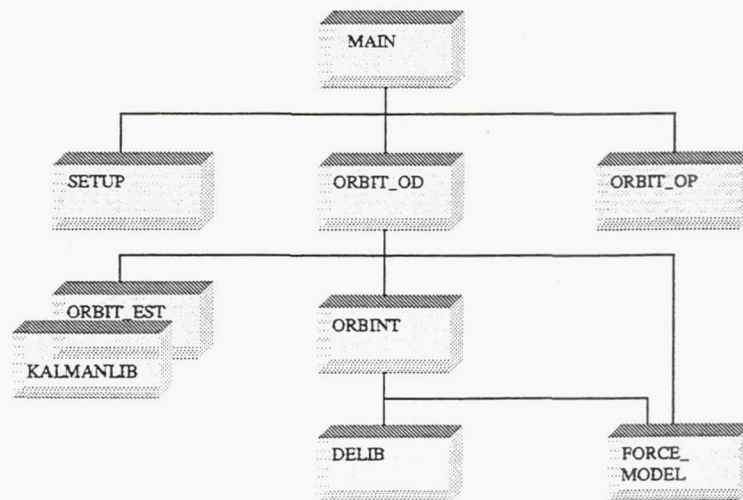 MAIN
SETUP
ORBIT_OD
ORBIT_OP
ORBIT_EST
KALMANLIB
ORBINT
DELIB
FORCE_
MODEL